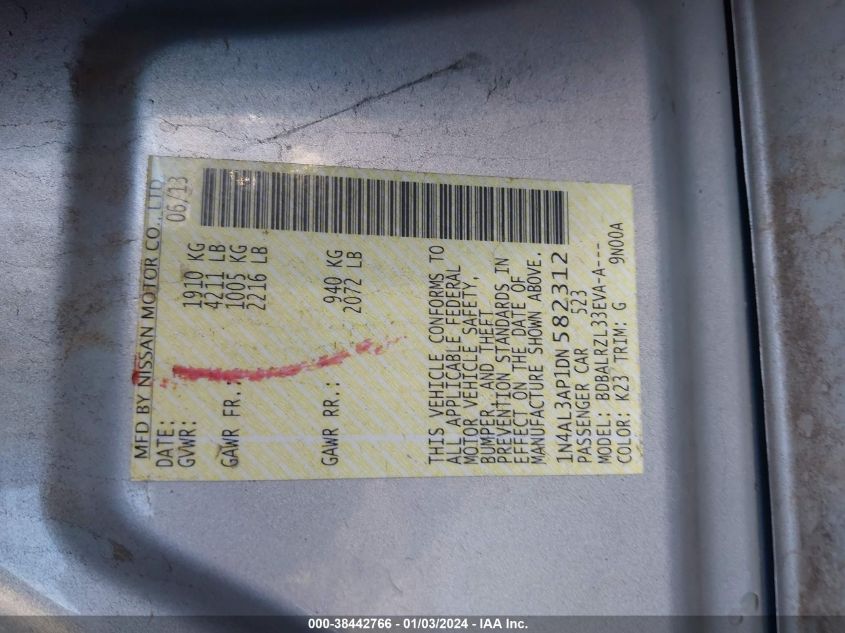 MFD BY NISSAN MOTOR CO., LTD
DATE: 06/13
GVWR: 1910 KG
4211 LB
GAWR FR.: 1005 KG
2216 LB
GAWR RR.: 940 KG
2072 LB
THIS VEHICLE CONFORMS TO
ALL APPLICABLE FEDERAL
MOTOR VEHICLE SAFETY,
BUMPER, AND THEFT
PREVENTION STANDARDS IN
EFFECT ON THE DATE OF
MANUFACTURE SHOWN ABOVE.
1N4AL3AP1DN582312
PASSENGER CAR 523
MODEL: BDBALRZL33EVA-A---
COLOR: K23 TRIM: G 9N00A
000-38442766 - 01/03/2024 - IAA Inc.